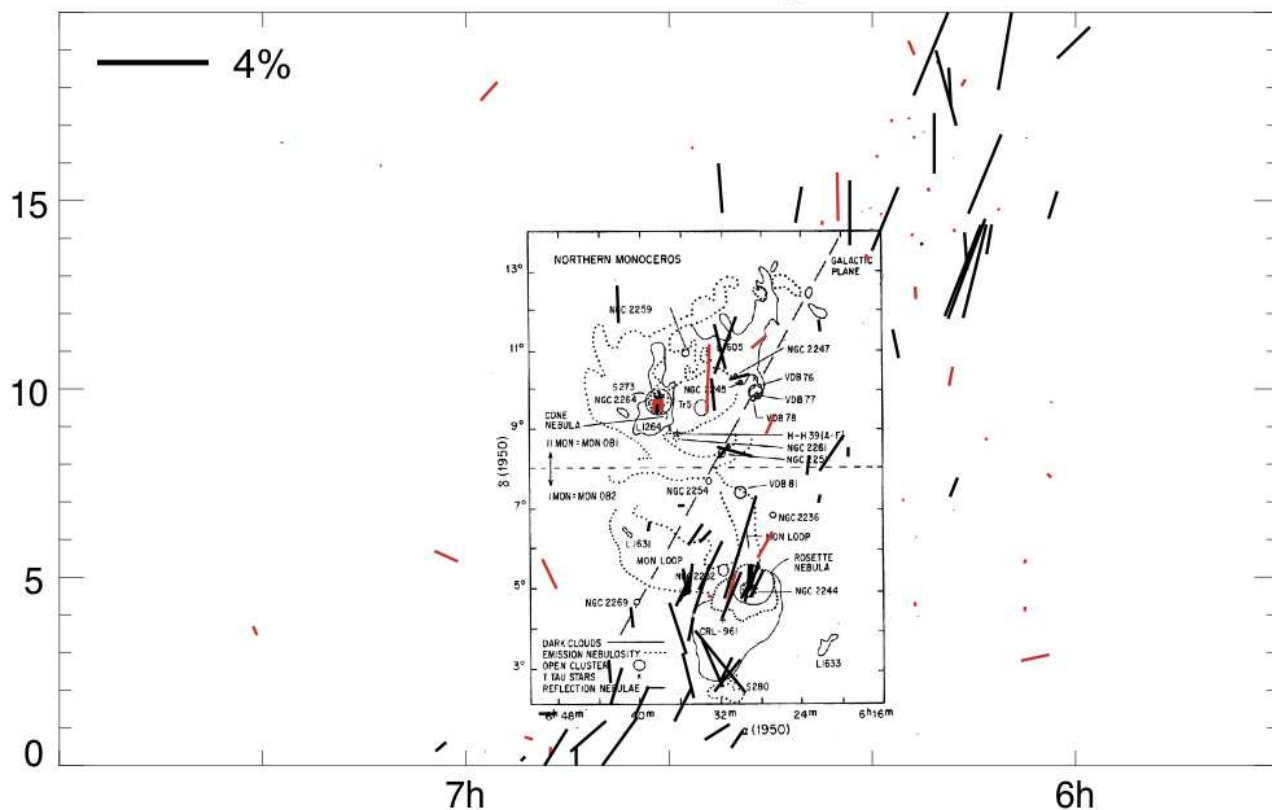 4%
15
10
5
0
7h
6h
NORTHERN MONOCEROS
GALACTIC
PLANE
13°
11°
9°
7°
5°
3°
δ (1950)
NGC 2259
L1605
NGC 2247
NGC 2245
VDB 76
VDB 77
VDB 78
S273
NGC 2264
Tr5
CONE
NEBULA
L1264
H-H 39(A-F)
NGC 2261
NGC 2251
II MON = MON OB1
I MON = MON OB2
NGC 2254
VDB 81
NGC 2236
L1631
MON LOOP
MON LOOP
ROSETTE
NEBULA
NGC 2244
NGC 2269
CRL-961
L1633
S280
DARK CLOUDS
EMISSION NEBULOSITY
OPEN CLUSTER
T TAU STARS
REFLECTION NEBULAE
48ᵐ
40ᵐ
32ᵐ
24ᵐ
6ʰ16ᵐ
α (1950)